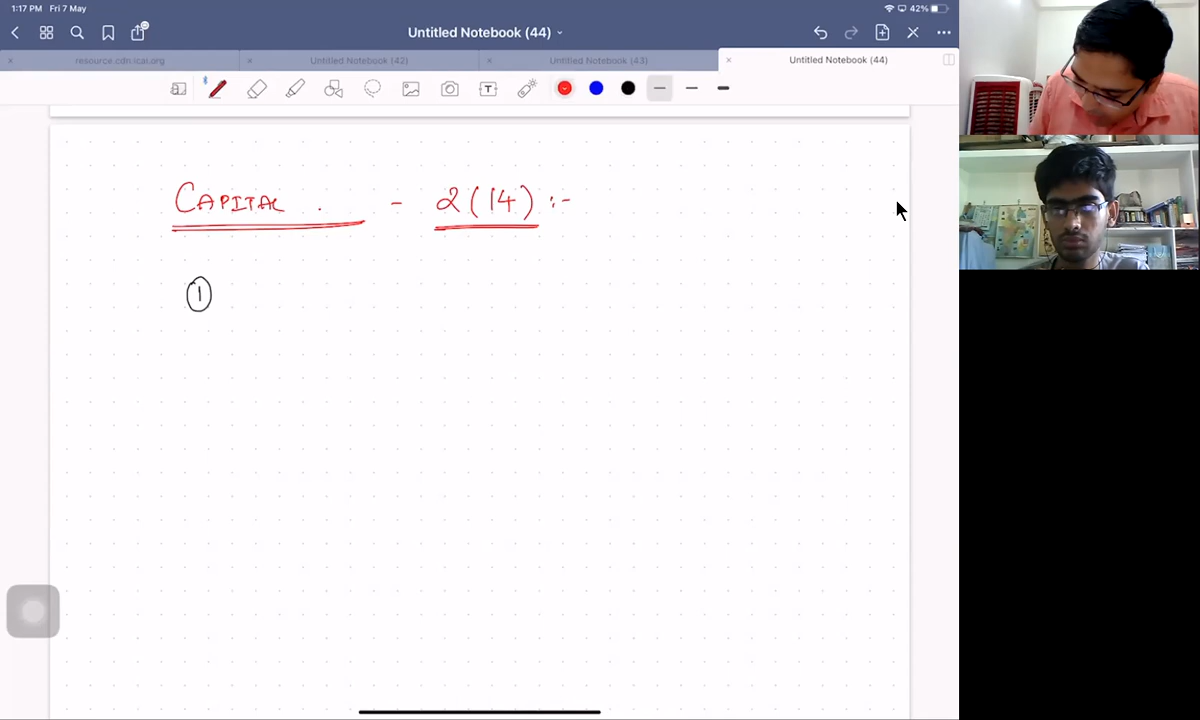 1:17 PM Fri 7 May
42%
Untitled Notebook (44)
resource.cdn.icai.org
Untitled Notebook (42)
Untitled Notebook (43)
Untitled Notebook (44)
CAPITAL . - 2(14) :-
1